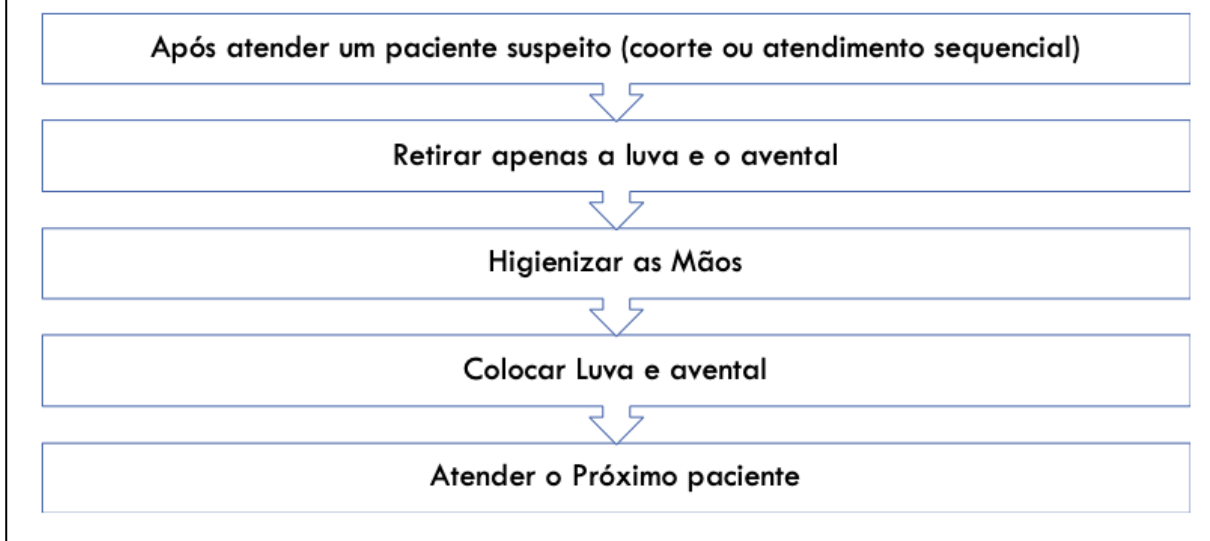 Após atender um paciente suspeito (coorte ou atendimento sequencial)
Retirar apenas a luva e o avental
Higienizar as Mãos
Colocar Luva e avental
Atender o Próximo paciente